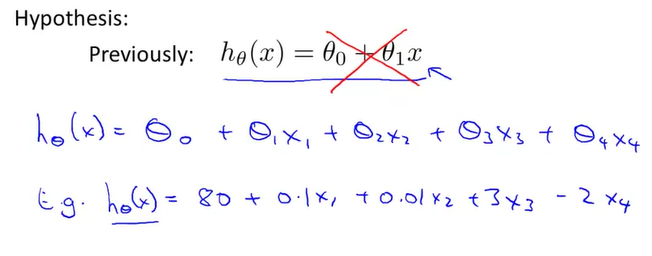 Hypothesis:
Previously: hθ(x) = θ₀ + θ₁x
hθ(x) = θ₀ + θ₁x₁ + θ₂x₂ + θ₃x₃ + θ₄x₄
E.g. hθ(x) = 80 + 0.1x₁ + 0.01x₂ + 3x₃ - 2x₄